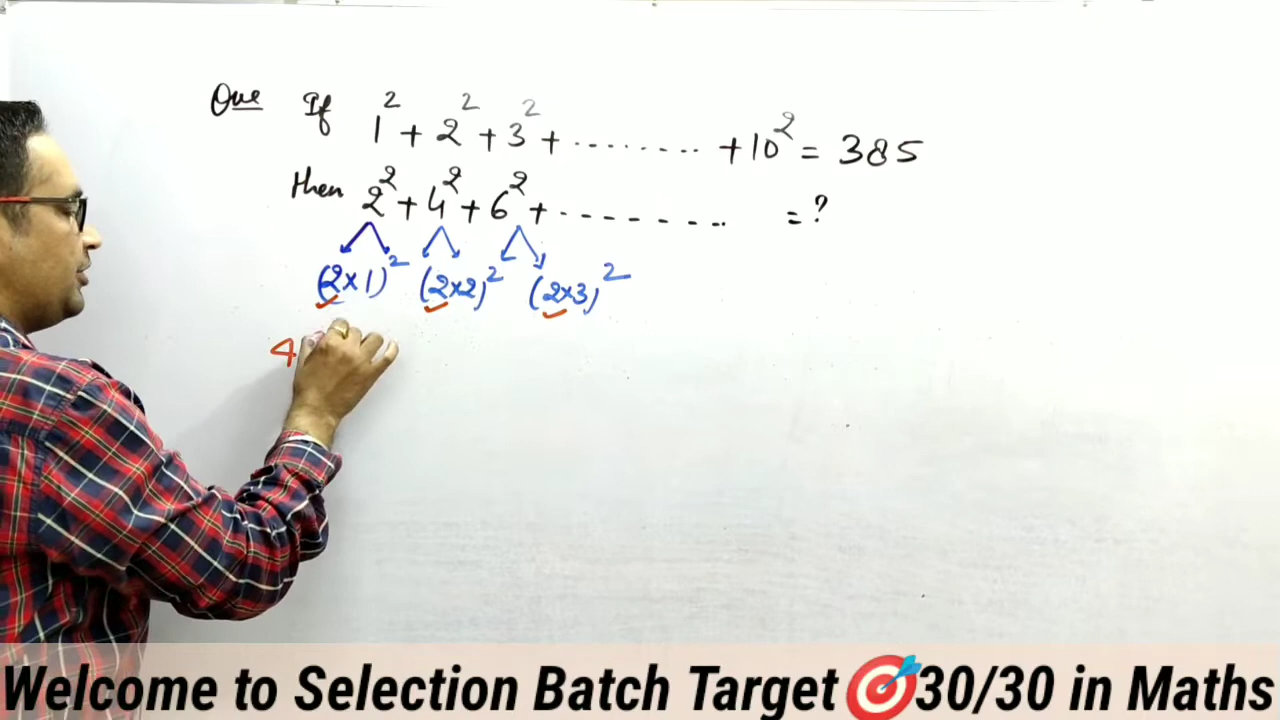 Que If 1² + 2² + 3² + ........ + 10² = 385
then 2² + 4² + 6² + -------.. = ?
(2×1)² (2×2)² (2×3)²
4
Welcome to Selection Batch Target 🎯30/30 in Maths